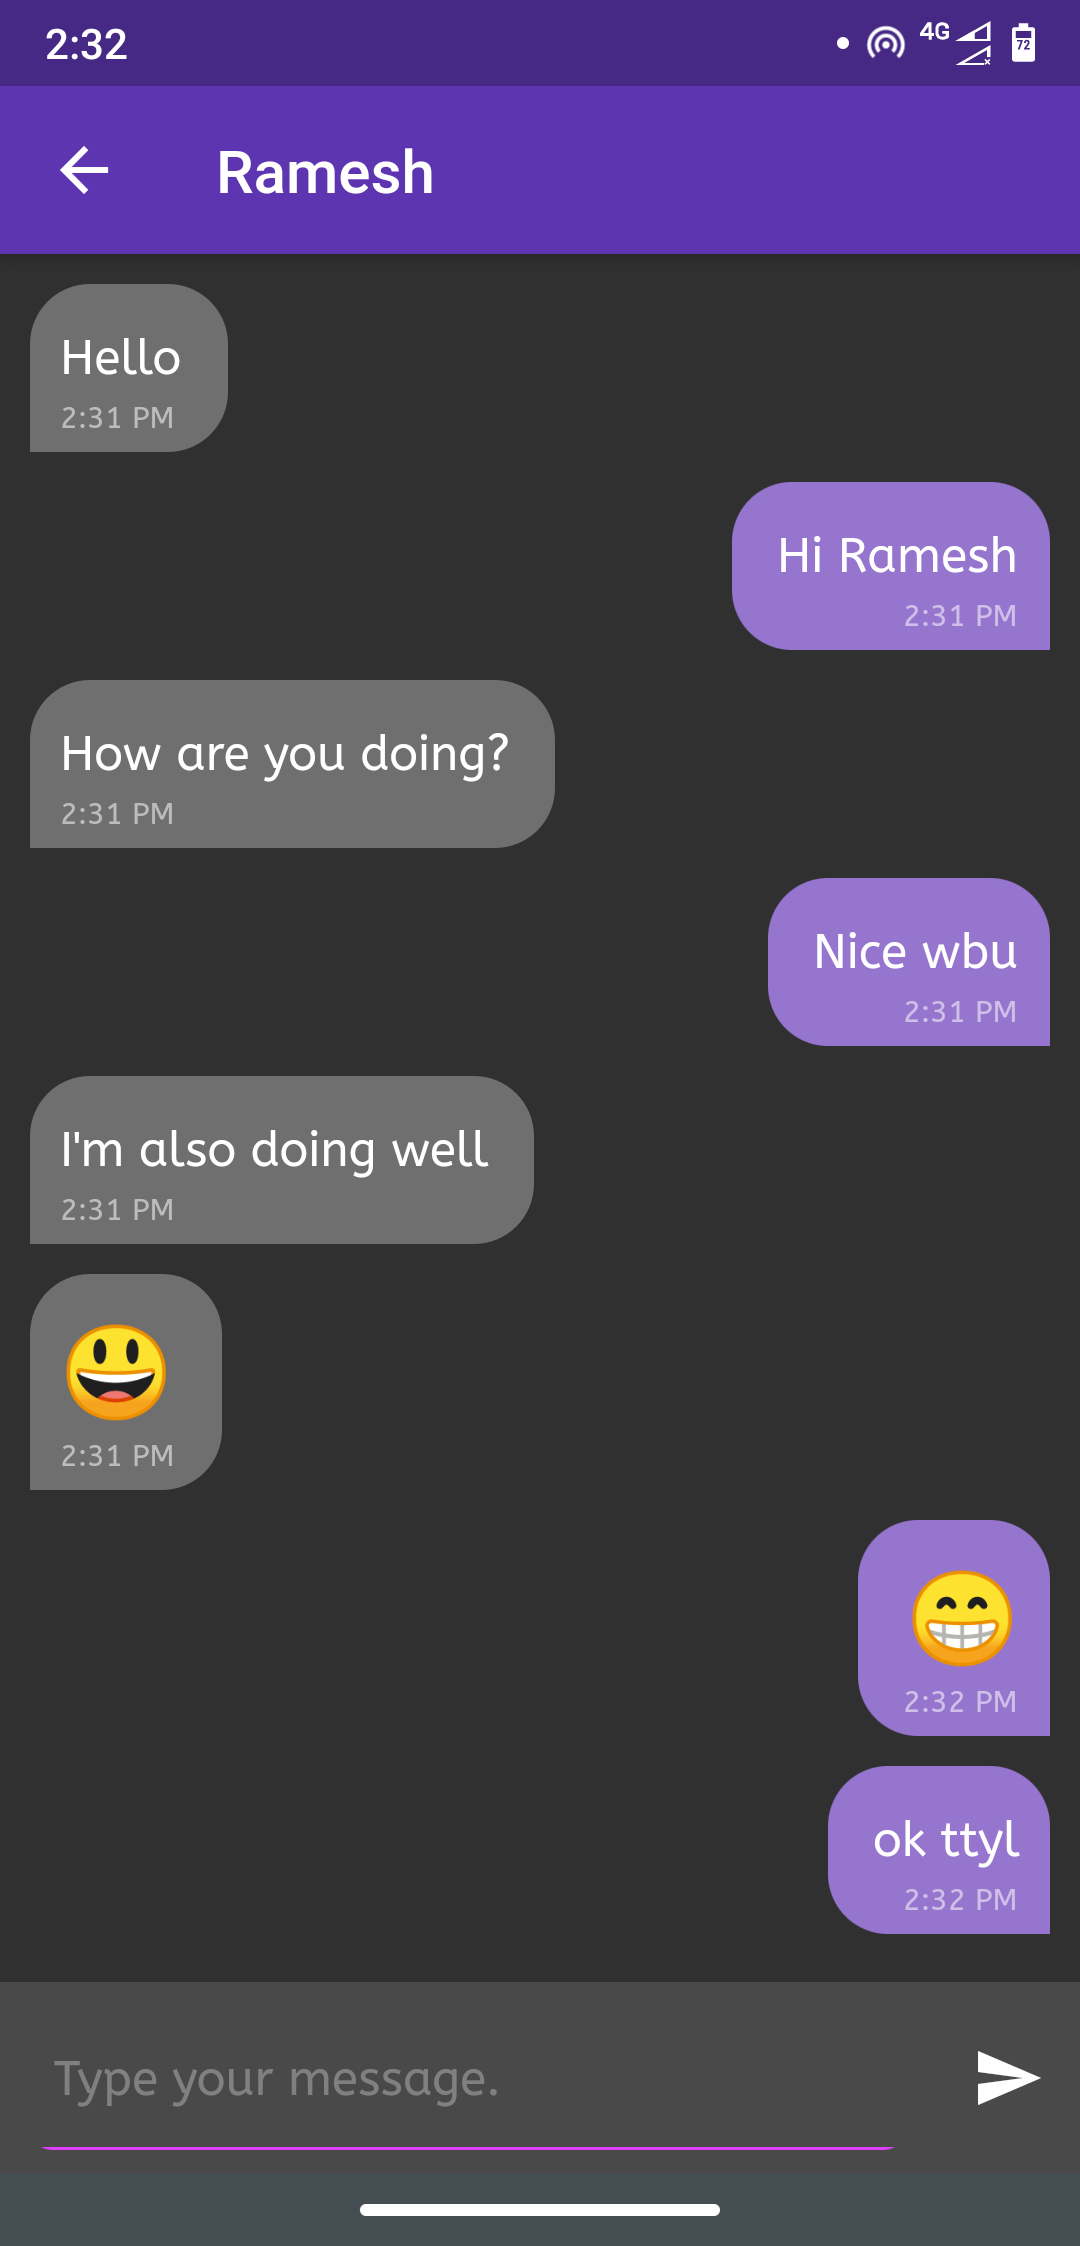 2:32
4G
72
Ramesh
Hello
2:31 PM
Hi Ramesh
2:31 PM
How are you doing?
2:31 PM
Nice wbu
2:31 PM
I'm also doing well
2:31 PM
😃
2:31 PM
😁
2:32 PM
ok ttyl
2:32 PM
Type your message.